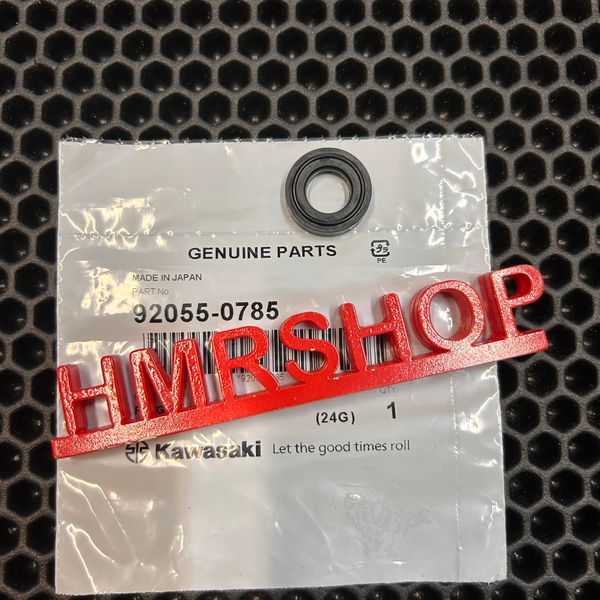 GENUINE PARTS
PE
MADE IN JAPAN
PART No
92055-0785
HMRSHOP
(24G)
1
Kawasaki
Let the good times roll